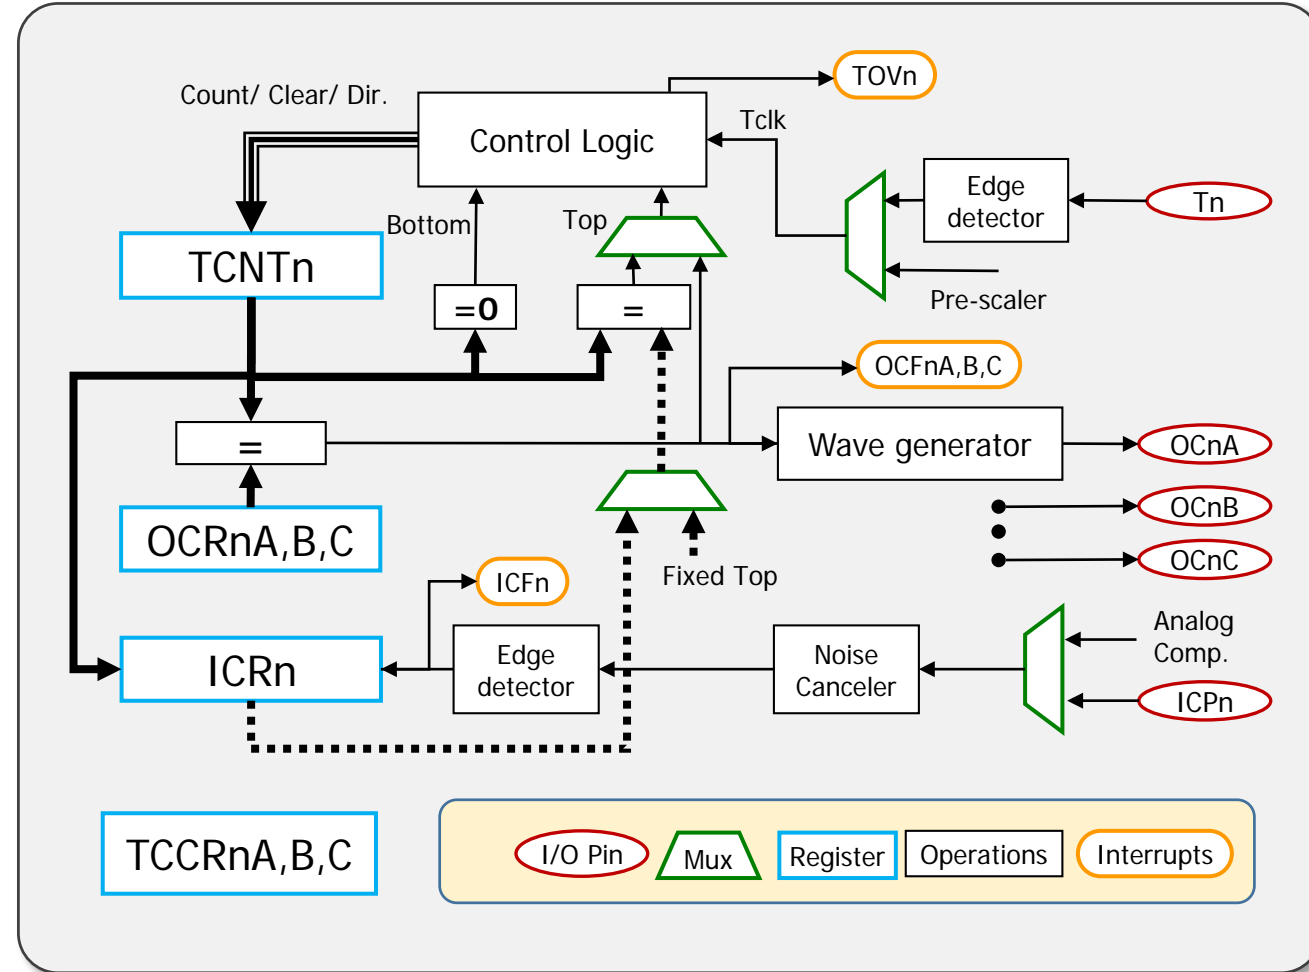 TOVn
Count/ Clear/ Dir.
Control Logic
Tclk
Edge
detector
Tn
Bottom
Top
TCNTn
=0
=
Pre-scaler
OCFnA,B,C
=
Wave generator
OCnA
OCRnA,B,C
OCnB
OCnC
ICFn
Fixed Top
ICRn
Edge
detector
Noise
Canceler
Analog
Comp.
ICPn
TCCRnA,B,C
I/O Pin
Mux
Register
Operations
Interrupts